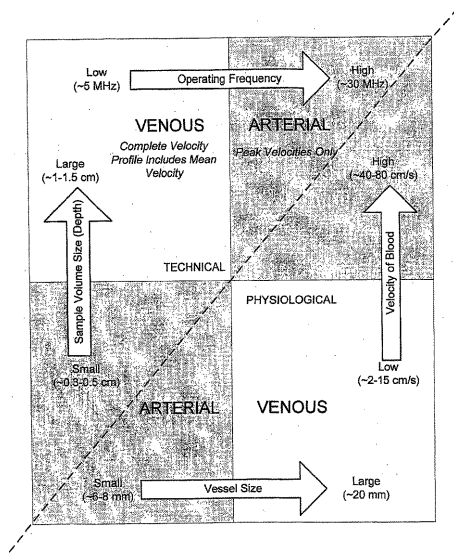 Low
(~5 MHz)
Operating Frequency
High
(~30 MHz)
VENOUS
Complete Velocity
Profile Includes Mean
Velocity
ARTERIAL
Peak Velocities Only
Large
(~1-1.5 cm)
High
(~40-80 cm/s)
Sample Volume Size (Depth)
Velocity of Blood
TECHNICAL
PHYSIOLOGICAL
Small
(~0.3-0.5 cm)
Low
(~2-15 cm/s)
ARTERIAL
VENOUS
Small
(~6-8 mm)
Vessel Size
Large
(~20 mm)